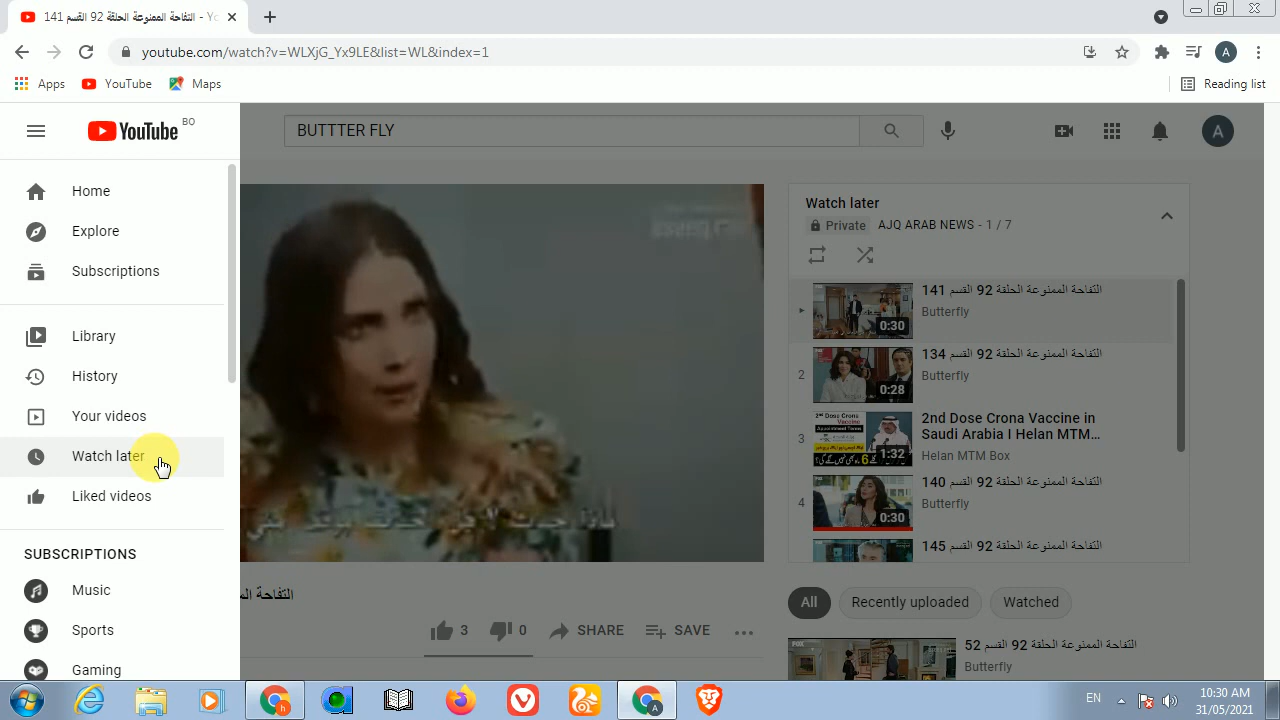 التفاحة الممنوعة الحلقة 92 القسم 141 - Yo
youtube.com/watch?v=WLXjG_Yx9LE&list=WL&index=1
A
Apps
YouTube
Maps
Reading list
YouTube BO
BUTTTER FLY
A
Home
Explore
Subscriptions
Library
History
Your videos
Watch later
Liked videos
SUBSCRIPTIONS
Music
Sports
Gaming
3
0
SHARE
SAVE
Watch later
Private AJQ ARAB NEWS - 1 / 7
التفاحة الممنوعة الحلقة 92 القسم 141
Butterfly
0:30
2
التفاحة الممنوعة الحلقة 92 القسم 134
Butterfly
0:28
3
2nd Dose Crona Vaccine in
Saudi Arabia I Helan MTM...
Helan MTM Box
2nd Dose Crona Vaccine
1:32
4
التفاحة الممنوعة الحلقة 92 القسم 140
Butterfly
0:30
التفاحة الممنوعة الحلقة 92 القسم 145
All
Recently uploaded
Watched
التفاحة الممنوعة الحلقة 92 القسم 52
Butterfly
FOX
EN
10:30 AM
31/05/2021